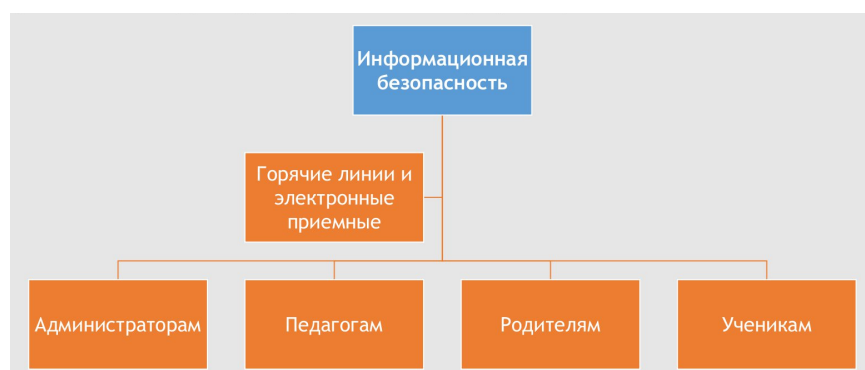 Информационная
безопасность
Горячие линии и
электронные
приемные
Администраторам
Педагогам
Родителям
Ученикам